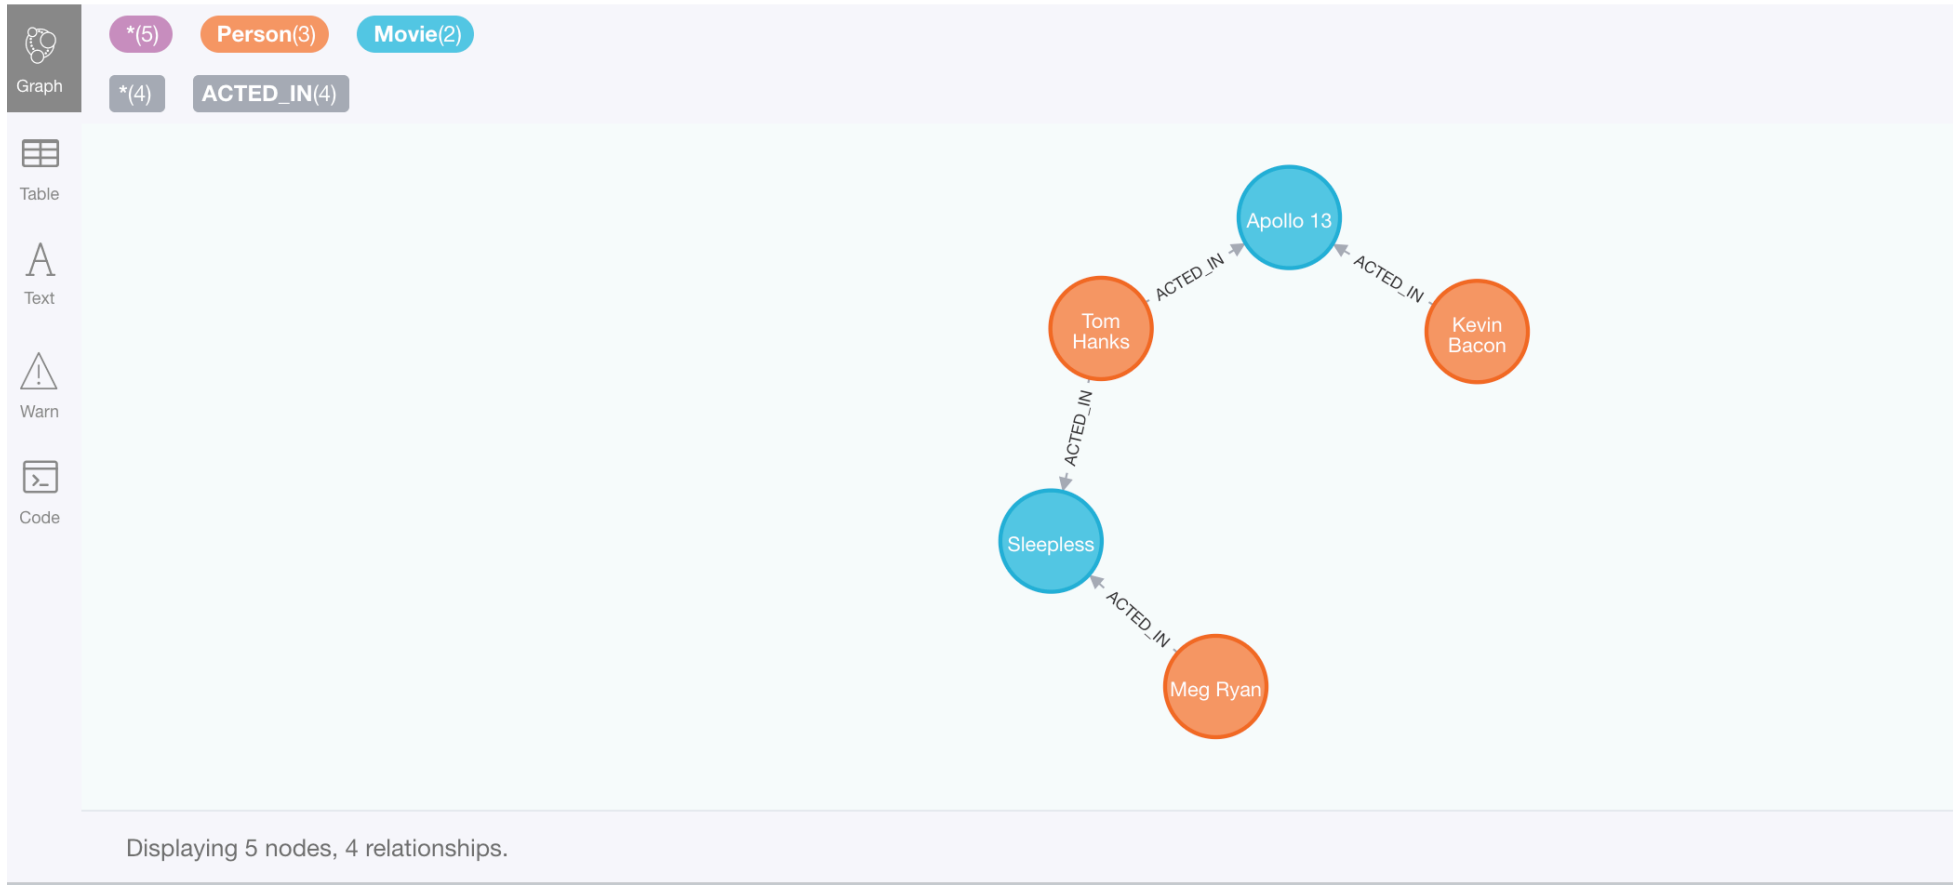 *(5) Person(3) Movie(2)
*(4) ACTED_IN(4)
Graph
Table
Text
Warn
Code
Apollo 13
ACTED_IN
ACTED_IN
Tom
Hanks
Kevin
Bacon
ACTED_IN
Sleepless
ACTED_IN
Meg Ryan
Displaying 5 nodes, 4 relationships.